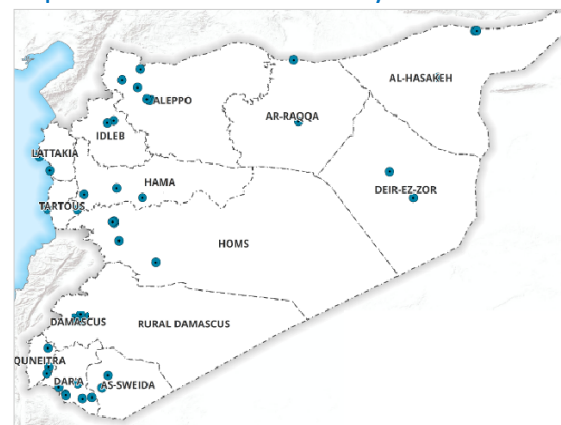 AL-HASAKEH
ALEPPO
AR-RAQQA
IDLEB
LATTAKIA
HAMA
DEIR-EZ-ZOR
TARTOUS
HOMS
DAMASCUS
RURAL DAMASCUS
QUNEITRA
DAR'A
AS-SWEIDA